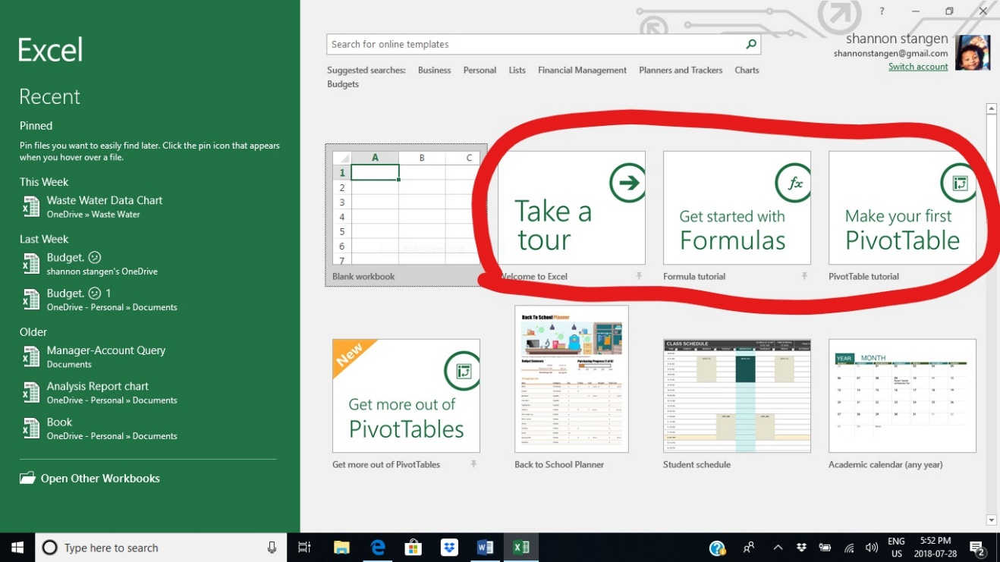 Excel
Recent
Pinned
Pin files you want to easily find later. Click the pin icon that appears
when you hover over a file.
This Week
Waste Water Data Chart
OneDrive » Waste Water
Last Week
Budget. 😕
shannon stangen's OneDrive
Budget. 😕 1
OneDrive - Personal » Documents
Older
Manager-Account Query
Documents
Analysis Report chart
OneDrive - Personal » Documents
Book
OneDrive - Personal » Documents
Open Other Workbooks
?
shannon stangen
shannonstangen@gmail.com
Switch account
Search for online templates
Suggested searches: Business Personal Lists Financial Management Planners and Trackers Charts
Budgets
A B C
1
2
3
4
5
6
7
Blank workbook
Take a
tour
Welcome to Excel
fx
Get started with
Formulas
Formula tutorial
Make your first
PivotTable
PivotTable tutorial
New
Get more out of
PivotTables
Get more out of PivotTables
Back To School Planner
Back to School Planner
CLASS SCHEDULE
Student schedule
YEAR MONTH
Academic calendar (any year)
Type here to search
ENG
US
5:52 PM
2018-07-28
2